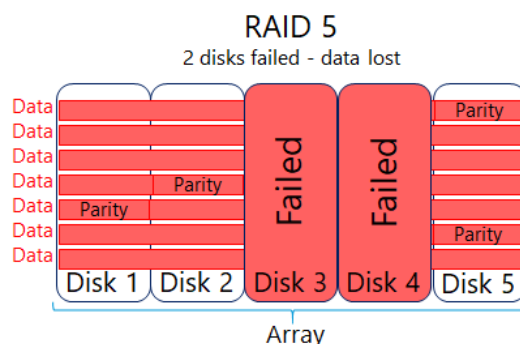 RAID 5
2 disks failed - data lost
Data Parity
Data
Data
Data Parity
Data Parity
Data Parity
Data
Failed Failed
Disk 1 Disk 2 Disk 3 Disk 4 Disk 5
Array